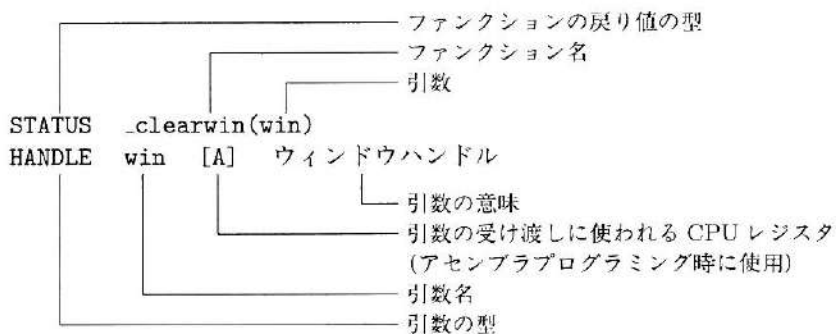 ファンクションの戻り値の型
ファンクション名
引数
STATUS _clearwin(win)
HANDLE win [A] ウィンドウハンドル
引数の意味
引数の受け渡しに使われる CPU レジスタ
(アセンブラプログラミング時に使用)
引数名
引数の型